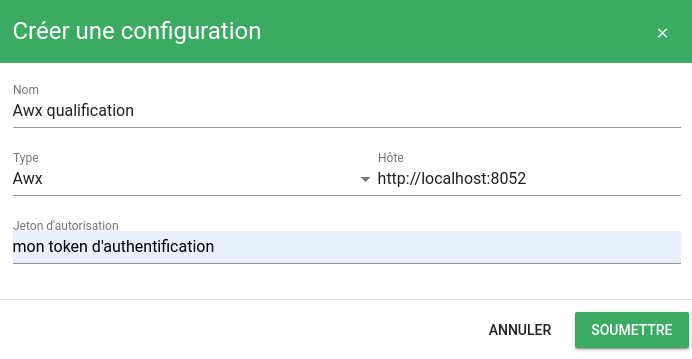 Créer une configuration
Nom
Awx qualification
Type
Hôte
Awx
http://localhost:8052
Jeton d'autorisation
mon token d'authentification
ANNULER
SOUMETTRE